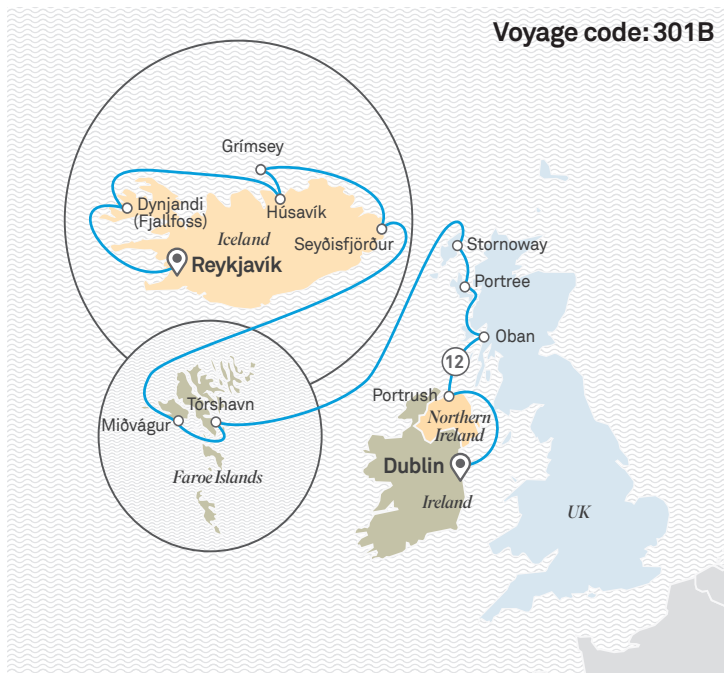 Voyage code: 301B
Grímsey
Dynjandi
(Fjallfoss)
Húsavík
Iceland
Seyðisfjörður
Reykjavík
Stornoway
Portree
Oban
12
Portrush
Tórshavn
Miðvágur
Northern
Ireland
Dublin
Faroe Islands
Ireland
UK